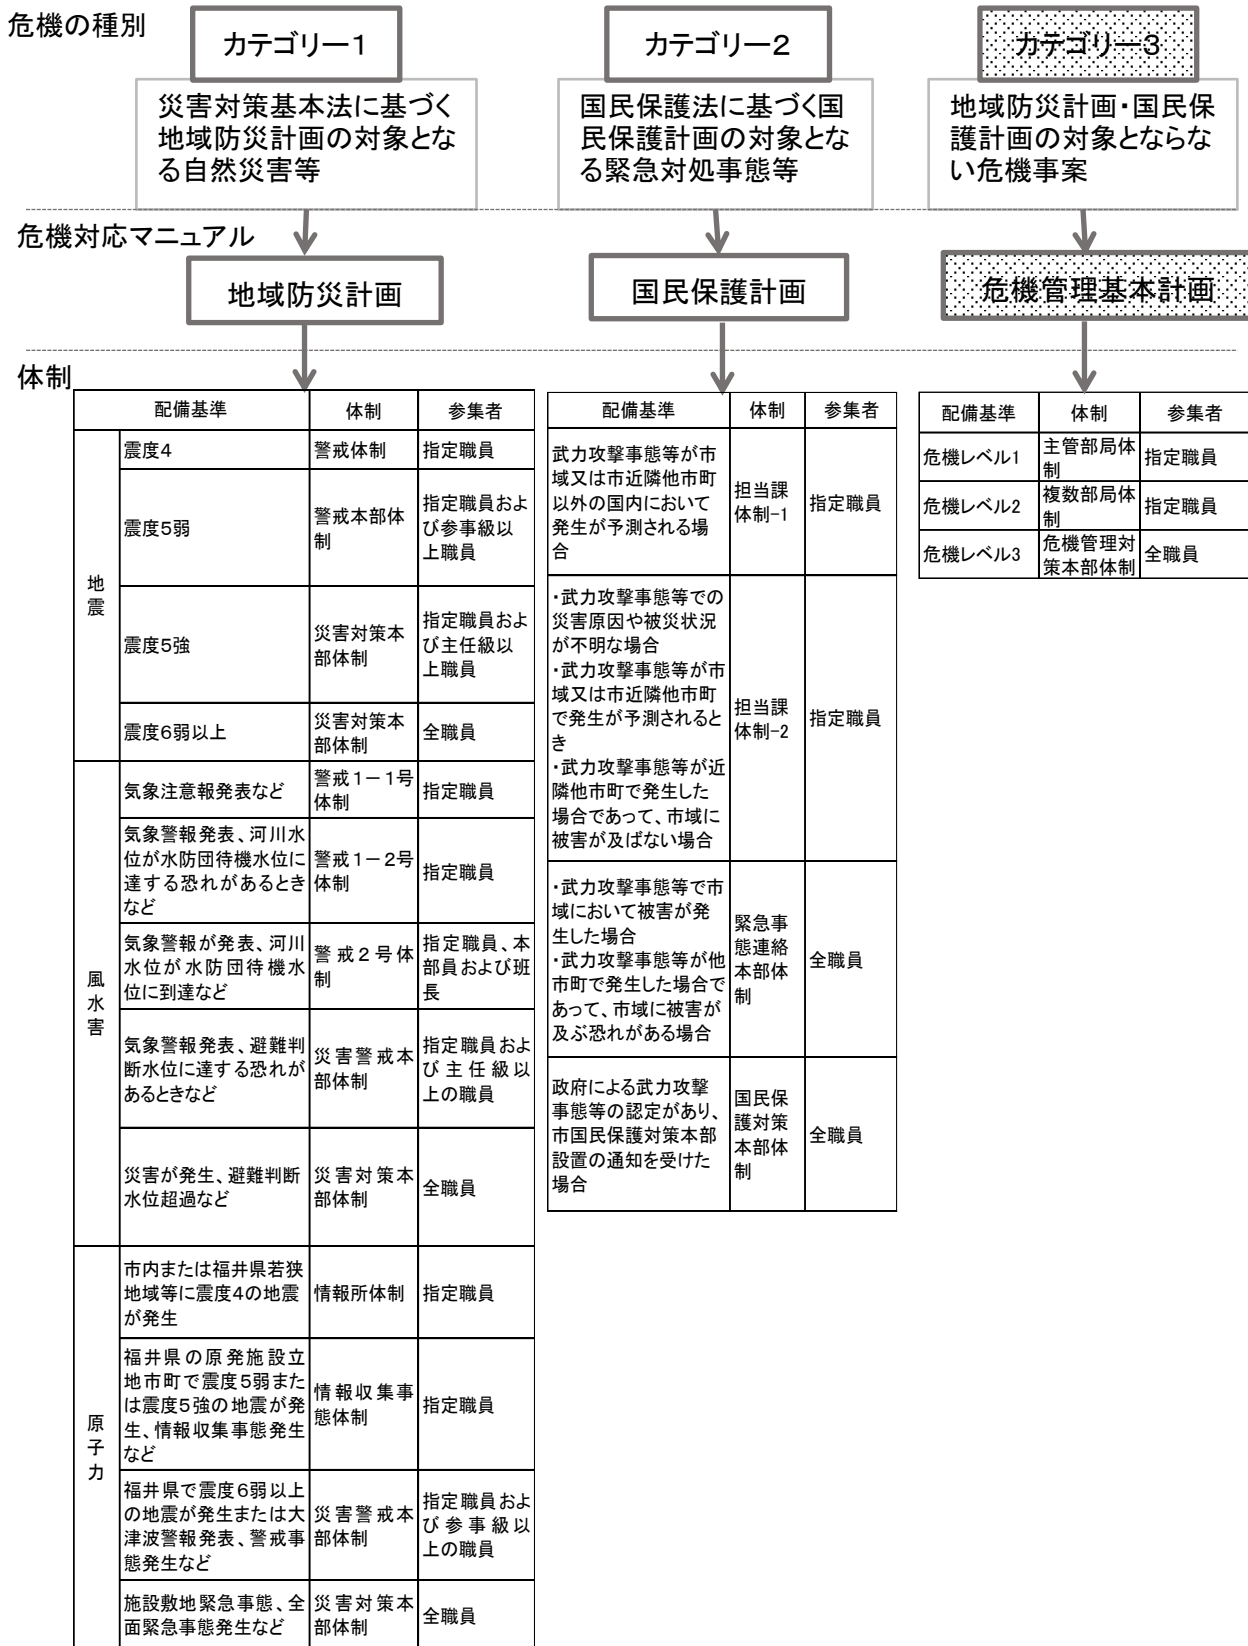 危機の種別
カテゴリー1
カテゴリー2
カテゴリー3
災害対策基本法に基づく
地域防災計画の対象とな
る自然災害等
国民保護法に基づく国
民保護計画の対象とな
る緊急対処事態等
地域防災計画・国民保
護計画の対象とならな
い危機事案
危機対応マニュアル
地域防災計画
国民保護計画
危機管理基本計画
体制
配備基準
体制
参集者
地
震
震度4
警戒体制
指定職員
震度5弱
警戒本部体
制
指定職員およ
び参事級以
上職員
震度5強
災害対策本
部体制
指定職員およ
び主任級以
上職員
震度6弱以上
災害対策本
部体制
全職員
風
水
害
気象注意報発表など
警戒1-1号
体制
指定職員
気象警報発表、河川水
位が水防団待機水位に
達する恐れがあるとき
など
警戒1-2号
体制
指定職員
気象警報が発表、河川
水位が水防団待機水
位に到達など
警戒2号体
制
指定職員、本
部員および班
長
気象警報発表、避難判
断水位に達する恐れが
あるときなど
災害警戒本
部体制
指定職員およ
び主任級以
上の職員
災害が発生、避難判断
水位超過など
災害対策本
部体制
全職員
原
子
力
市内または福井県若狭
地域等に震度4の地震
が発生
情報所体制
指定職員
福井県の原発施設立
地市町で震度5弱また
は震度5強の地震が発
生、情報収集事態発生
など
情報収集事
態体制
指定職員
福井県で震度6弱以上
の地震が発生または大
津波警報発表、警戒事
態発生など
災害警戒本
部体制
指定職員およ
び参事級以
上の職員
施設敷地緊急事態、全
面緊急事態発生など
災害対策本
部体制
全職員
配備基準
体制
参集者
武力攻撃事態等が市
域又は市近隣他市町
以外の国内において
発生が予測される場
合
担当課
体制-1
指定職員
・武力攻撃事態等での
災害原因や被災状況
が不明な場合
・武力攻撃事態等が市
域又は市近隣他市町
で発生が予測されると
き
・武力攻撃事態等が近
隣他市町で発生した
場合であって、市域に
被害が及ばない場合
担当課
体制-2
指定職員
・武力攻撃事態等で市
域において被害が発
生した場合
・武力攻撃事態等が他
市町で発生した場合で
あって、市域に被害が
及ぶ恐れがある場合
緊急事
態連絡
本部体
制
全職員
政府による武力攻撃
事態等の認定があり、
市国民保護対策本部
設置の通知を受けた
場合
国民保
護対策
本部体
制
全職員
配備基準
体制
参集者
危機レベル1
主管部局体
制
指定職員
危機レベル2
複数部局体
制
指定職員
危機レベル3
危機管理対
策本部体制
全職員